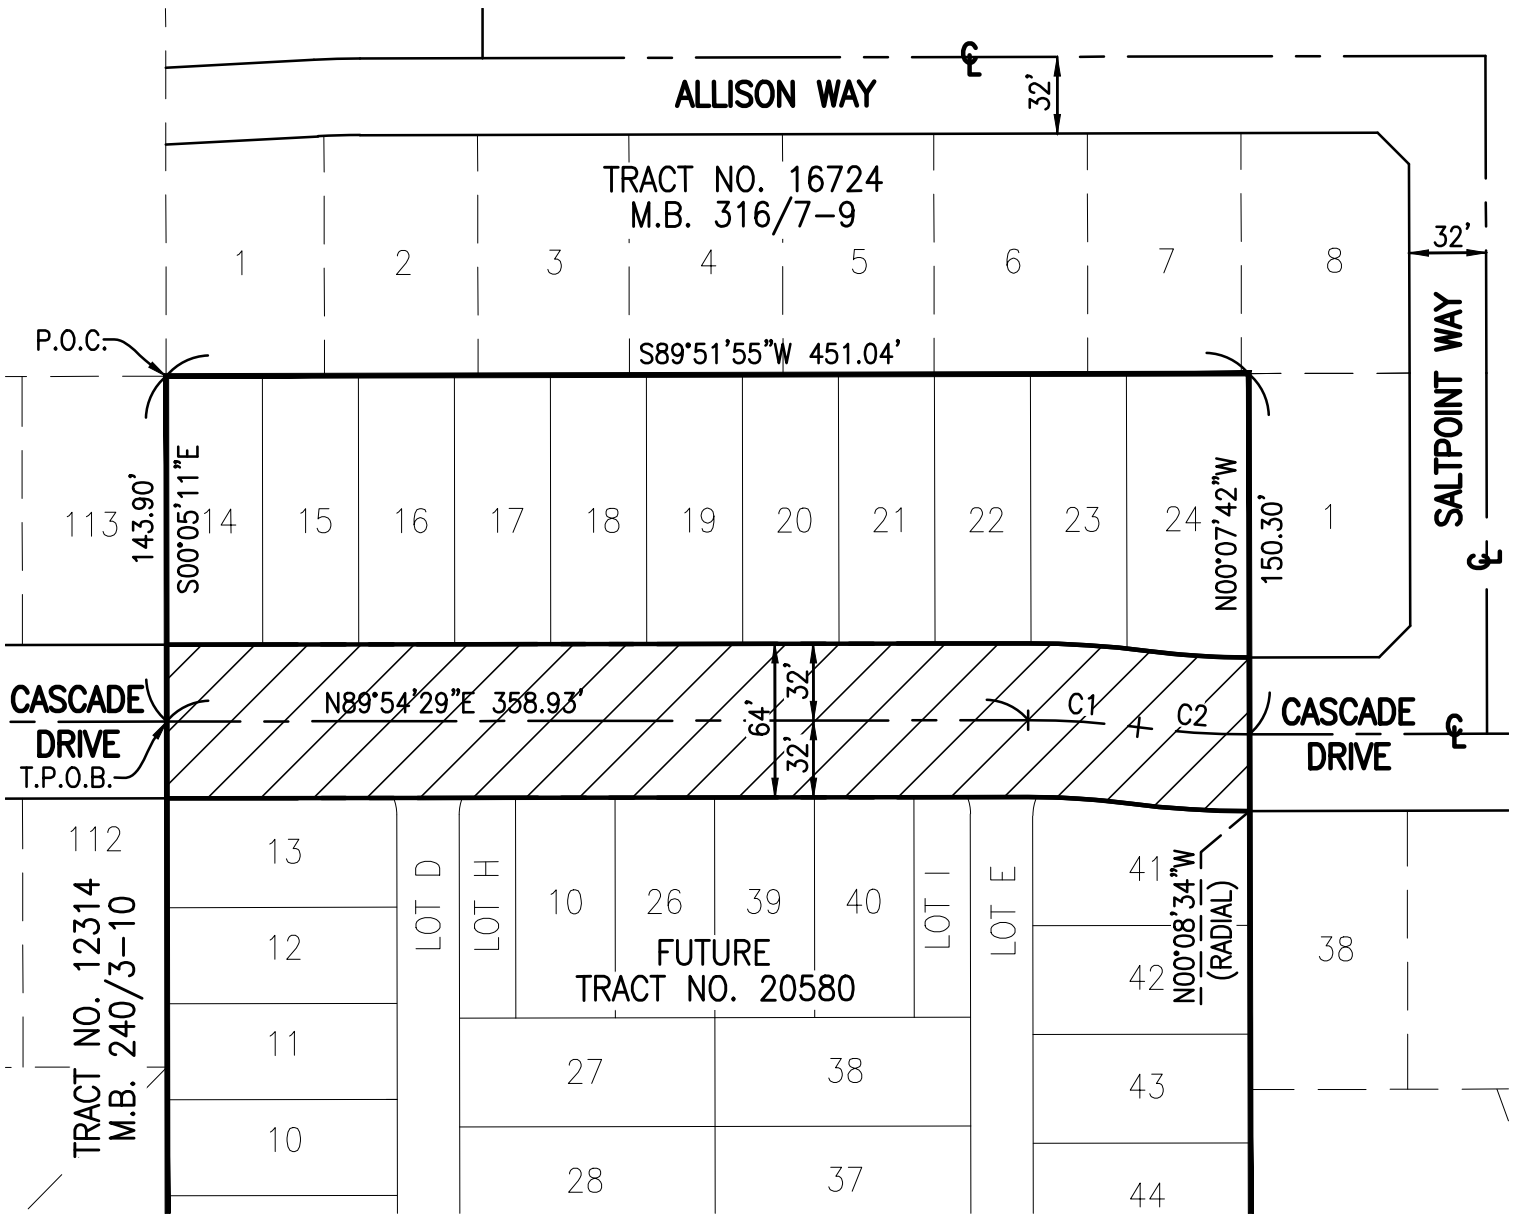 ALLISON WAY
32'
TRACT NO. 16724
M.B. 316/7-9
1
2
3
4
5
6
7
8
32'
SALTPOINT WAY
P.O.C.
S89°51'55"W 451.04'
113
143.90'
S00°05'11"E
14
15
16
17
18
19
20
21
22
23
24
N00°07'42"W
150.30'
1
CASCADE
DRIVE
T.P.O.B.
N89°54'29"E 358.93'
64'
32'
32'
C1
C2
CASCADE
DRIVE
112
TRACT NO. 12314
M.B. 240/3-10
13
12
11
10
LOT D
LOT H
10
26
39
40
LOT I
LOT E
FUTURE
TRACT NO. 20580
27
38
28
37
41
42
43
44
N00°08'34"W
(RADIAL)
38